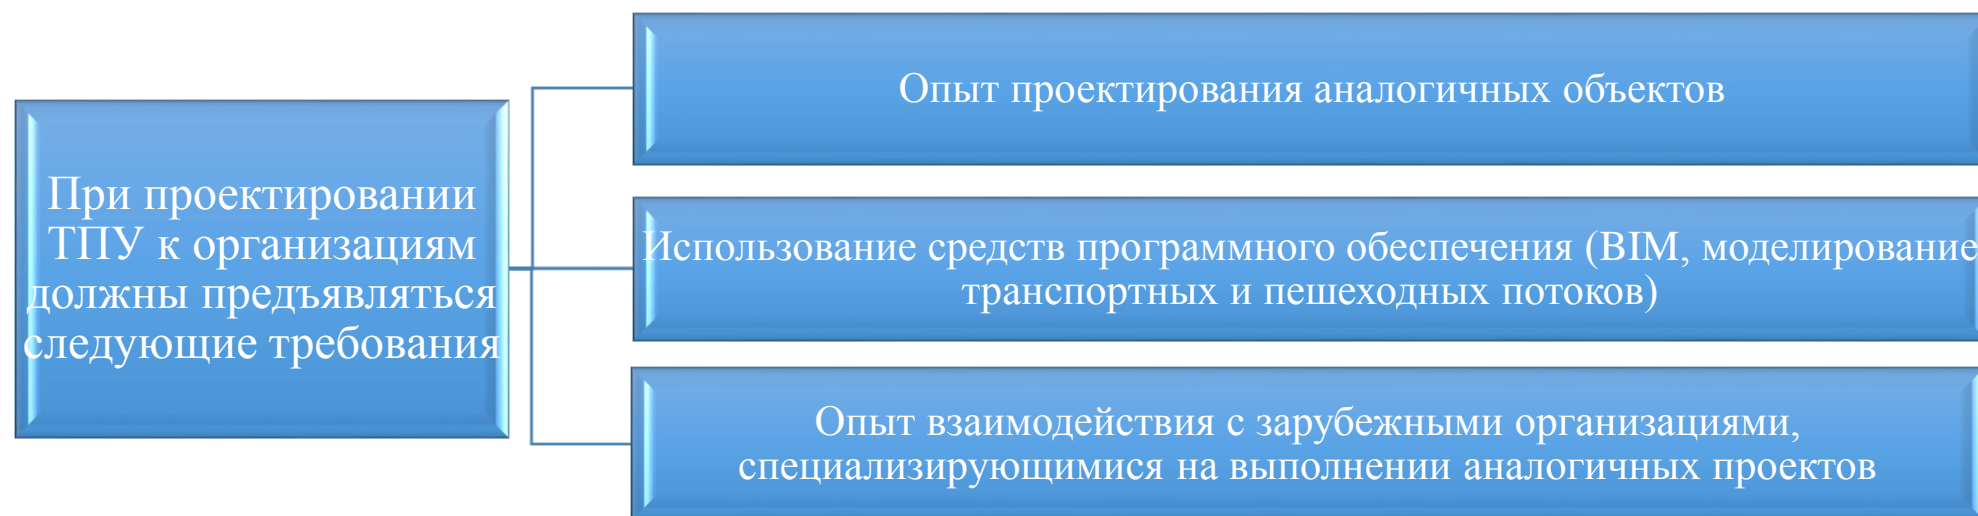 При проектировании
ТПУ к организациям
должны предъявляться
следующие требования
Опыт проектирования аналогичных объектов
Использование средств программного обеспечения (BIM, моделирование
транспортных и пешеходных потоков)
Опыт взаимодействия с зарубежными организациями,
специализирующимися на выполнении аналогичных проектов